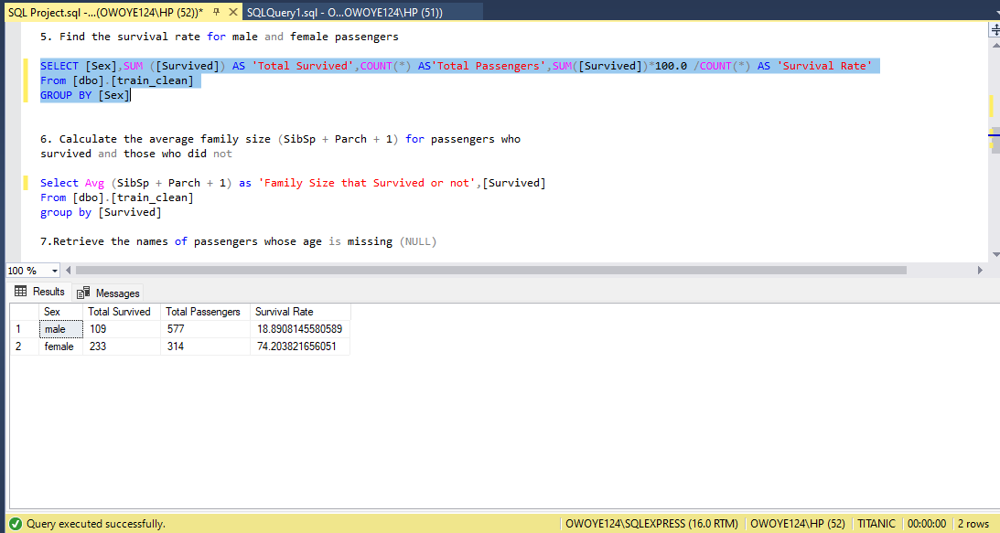 SQL Project.sql -...(OWOYE124\HP (52))* SQLQuery1.sql - O...OWOYE124\HP (51))
5. Find the survival rate for male and female passengers
SELECT [Sex],SUM ([Survived]) AS 'Total Survived',COUNT(*) AS'Total Passengers',SUM([Survived])*100.0 /COUNT(*) AS 'Survival Rate'
From [dbo].[train_clean]
GROUP BY [Sex]
6. Calculate the average family size (SibSp + Parch + 1) for passengers who
survived and those who did not
Select Avg (SibSp + Parch + 1) as 'Family Size that Survived or not',[Survived]
From [dbo].[train_clean]
group by [Survived]
7.Retrieve the names of passengers whose age is missing (NULL)
100 %
Results Messages
Sex Total Survived Total Passengers Survival Rate
1 male 109 577 18.8908145580589
2 female 233 314 74.203821656051
Query executed successfully. OWOYE124\SQLEXPRESS (16.0 RTM) OWOYE124\HP (52) TITANIC 00:00:00 2 rows